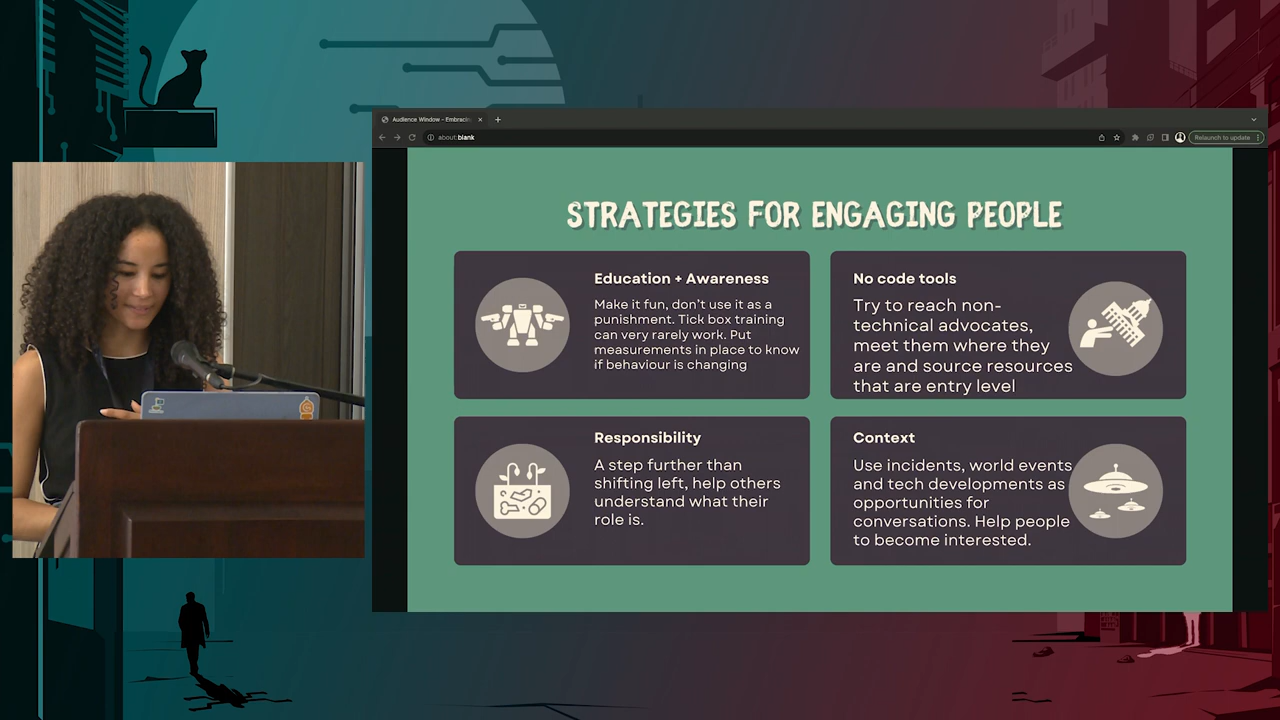 Audience Window - Embracin
about:blank
Relaunch to update
STRATEGIES FOR ENGAGING PEOPLE
Education + Awareness
Make it fun, don't use it as a
punishment. Tick box training
can very rarely work. Put
measurements in place to know
if behaviour is changing
No code tools
Try to reach non-
technical advocates,
meet them where they
are and source resources
that are entry level
Responsibility
A step further than
shifting left, help others
understand what their
role is.
Context
Use incidents, world events
and tech developments as
opportunities for
conversations. Help people
to become interested.